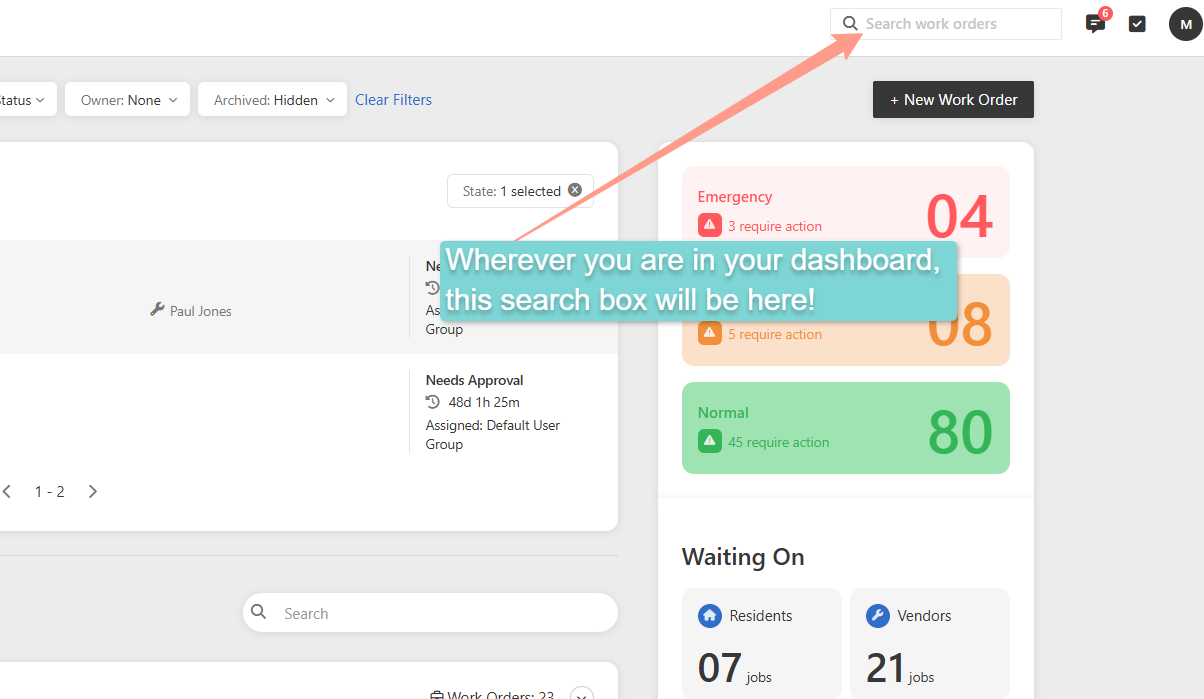 Search work orders
6
M
Status
Owner: None
Archived: Hidden
Clear Filters
+ New Work Order
State: 1 selected
Emergency
3 require action
04
Wherever you are in your dashboard,
this search box will be here!
Paul Jones
Group
08
5 require action
Needs Approval
48d 1h 25m
Assigned: Default User
Group
Normal
45 require action
80
1 - 2
Waiting On
Search
Residents
07 jobs
Vendors
21 jobs
Work Orders: 23